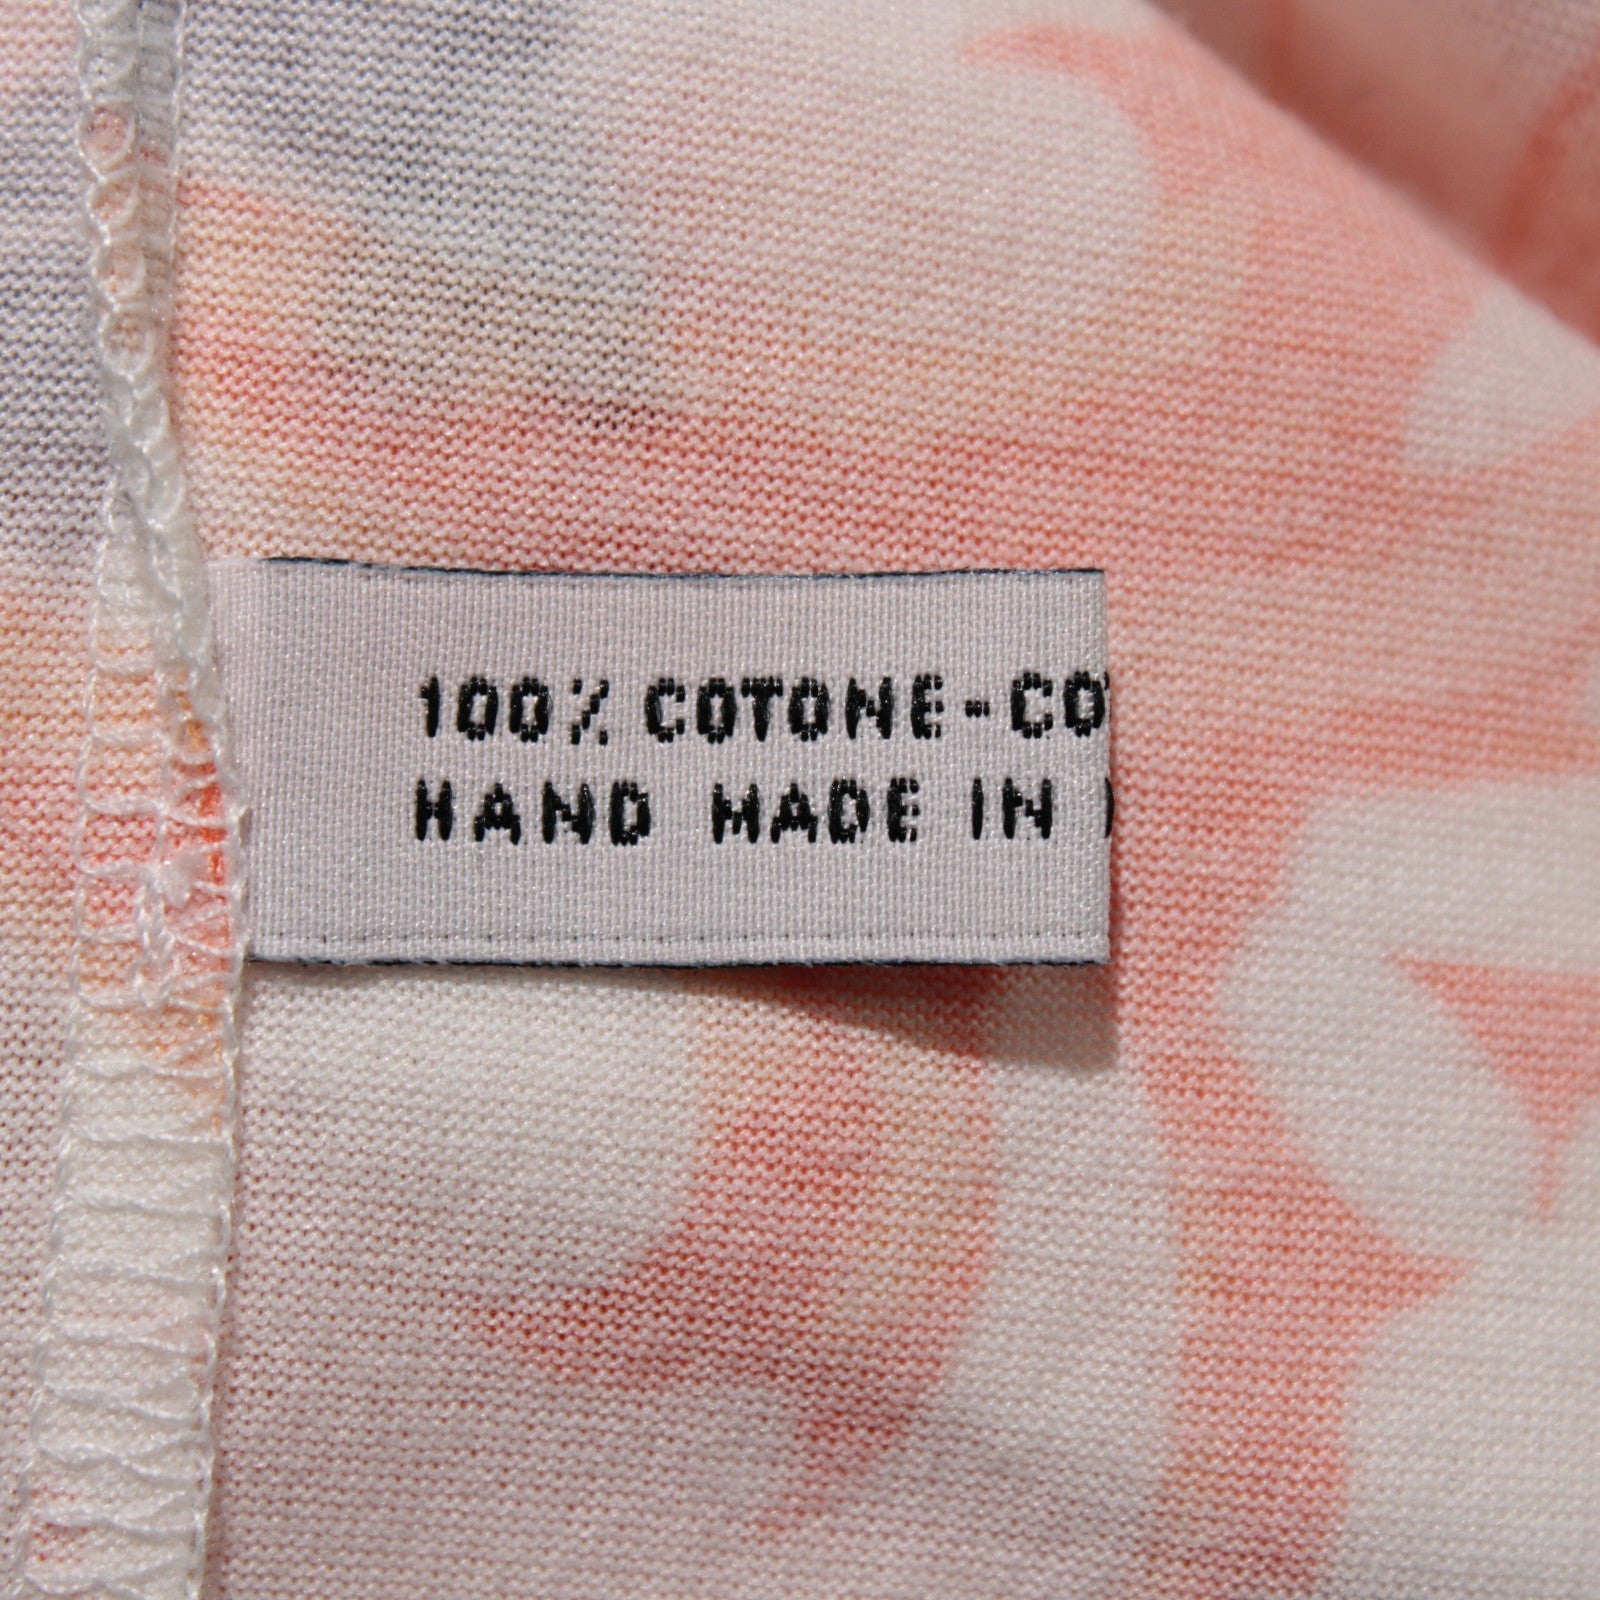 100% COTONE-CO
HAND MADE IN